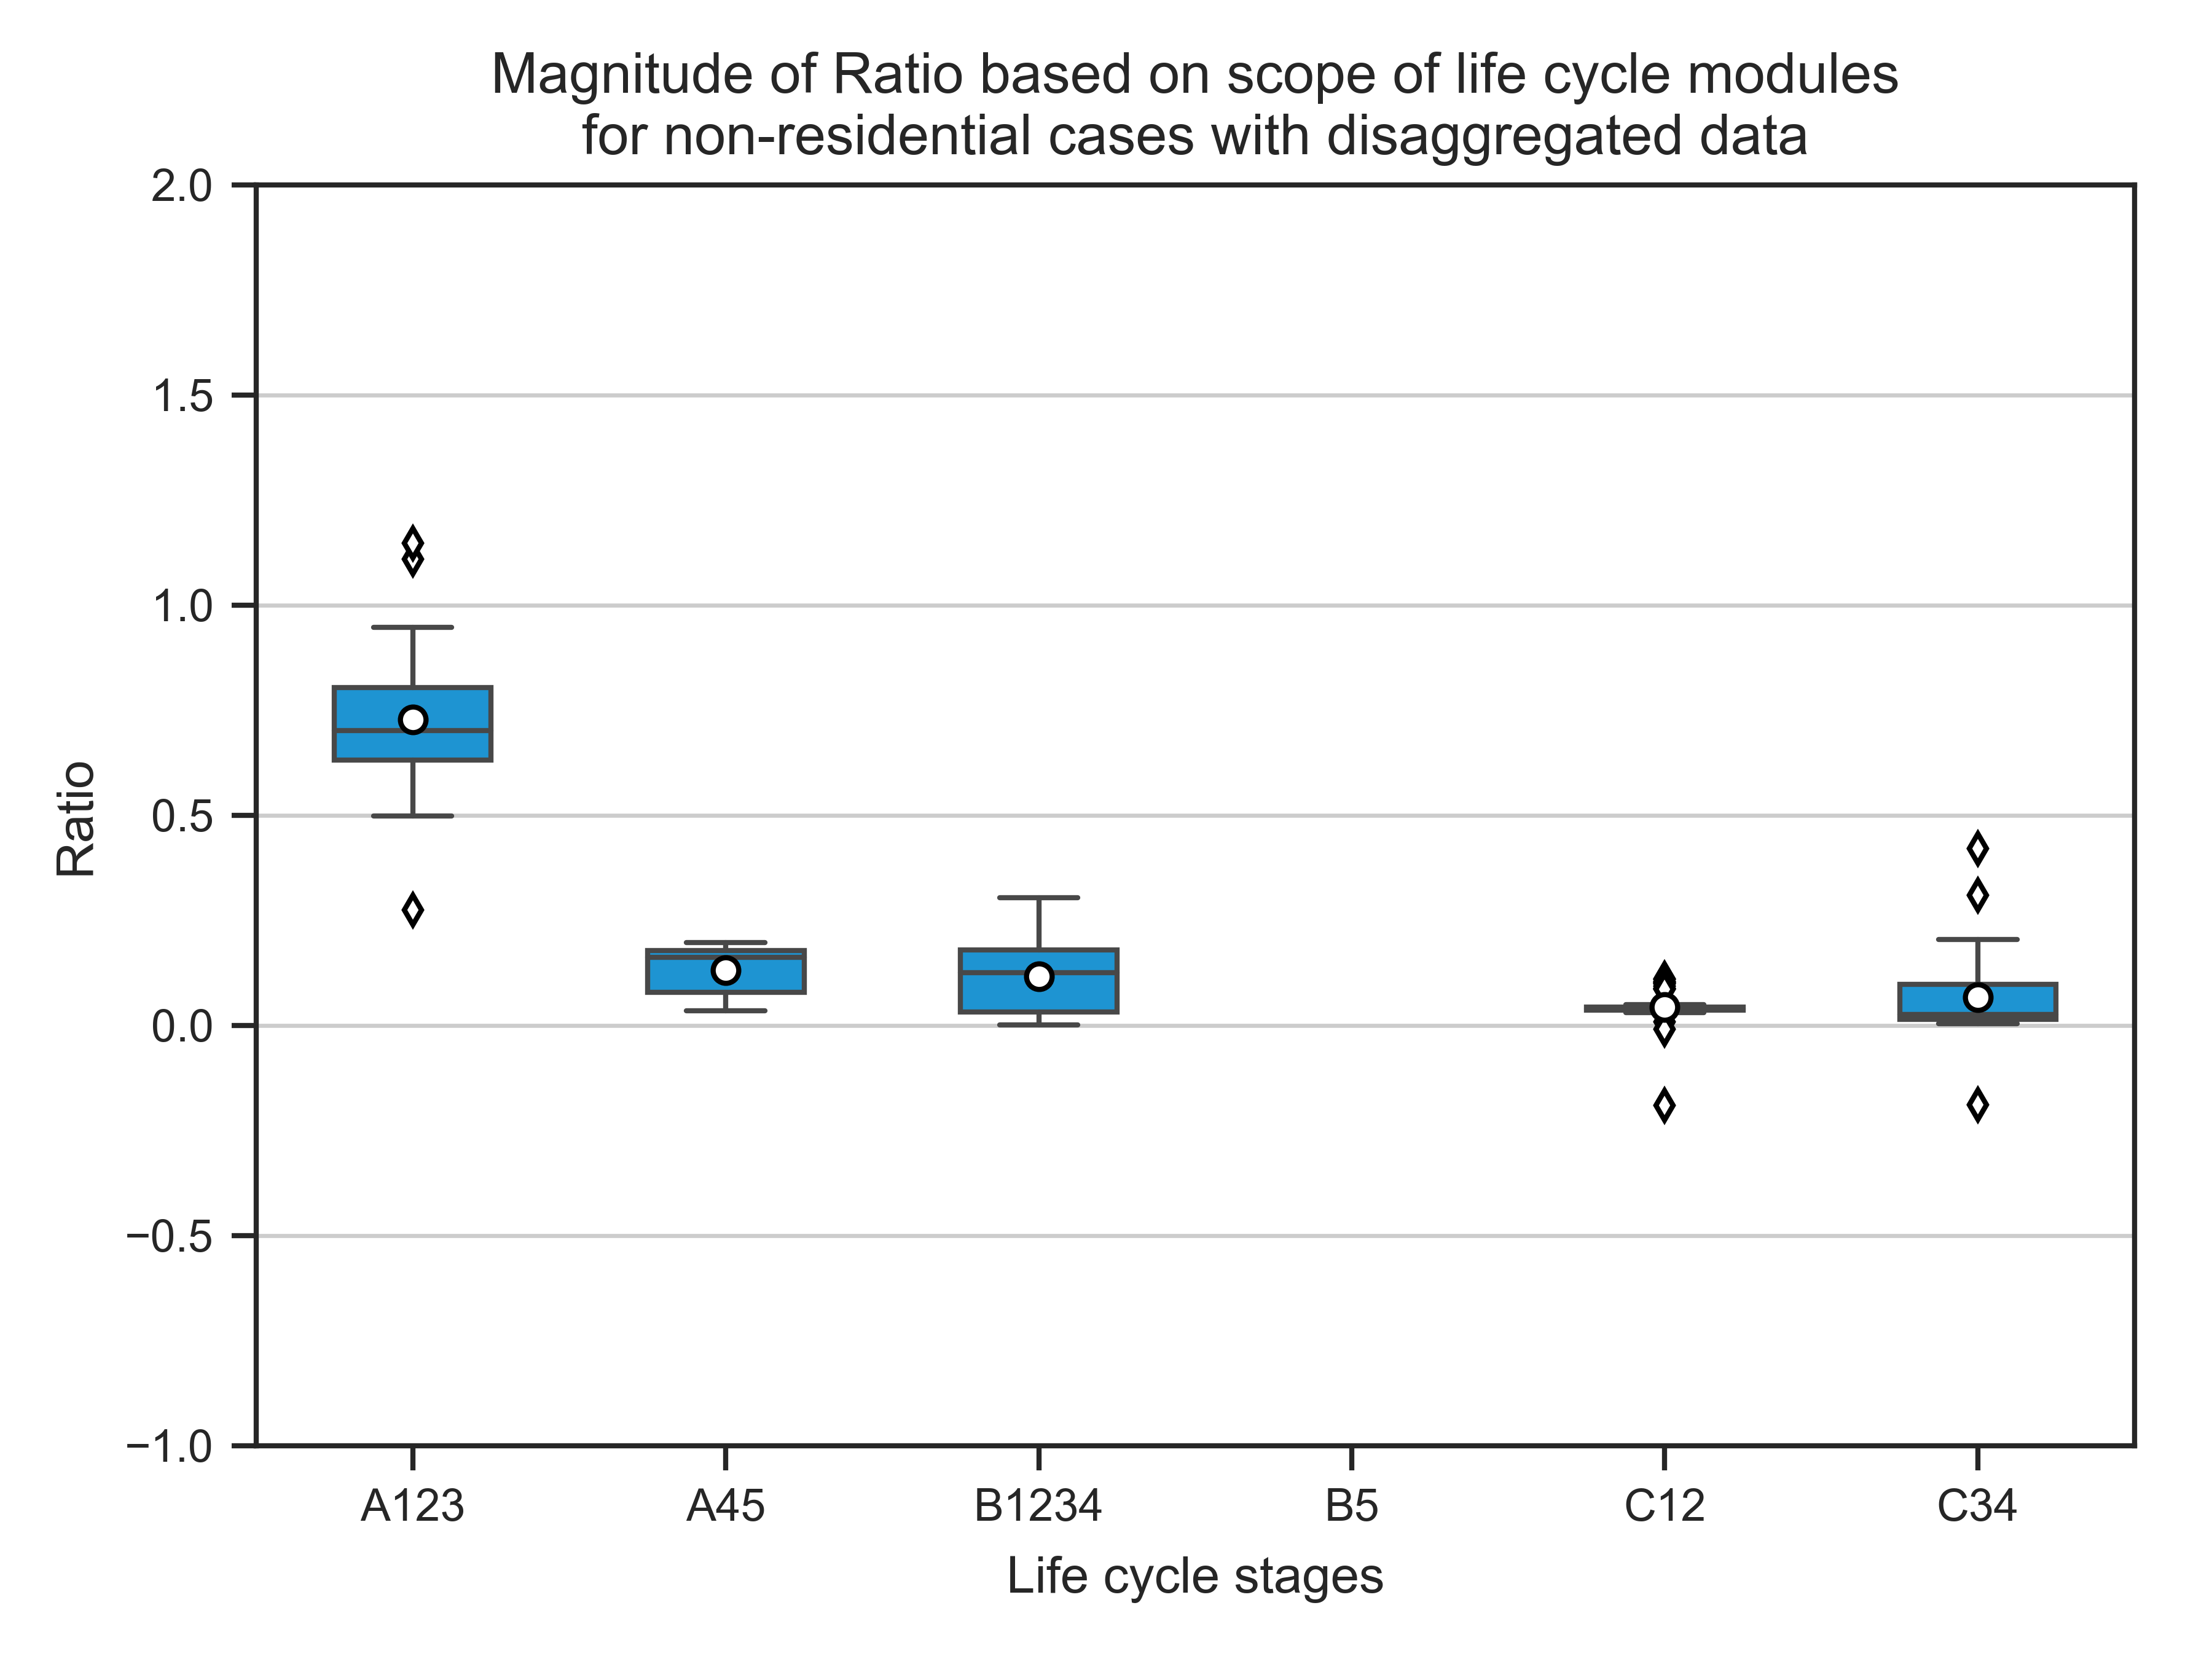 Magnitude of Ratio based on scope of life cycle modules
for non-residential cases with disaggregated data
2.0
1.5
1.0
0.5
0.0
−0.5
−1.0
Ratio
A123 A45 B1234 B5 C12 C34
Life cycle stages